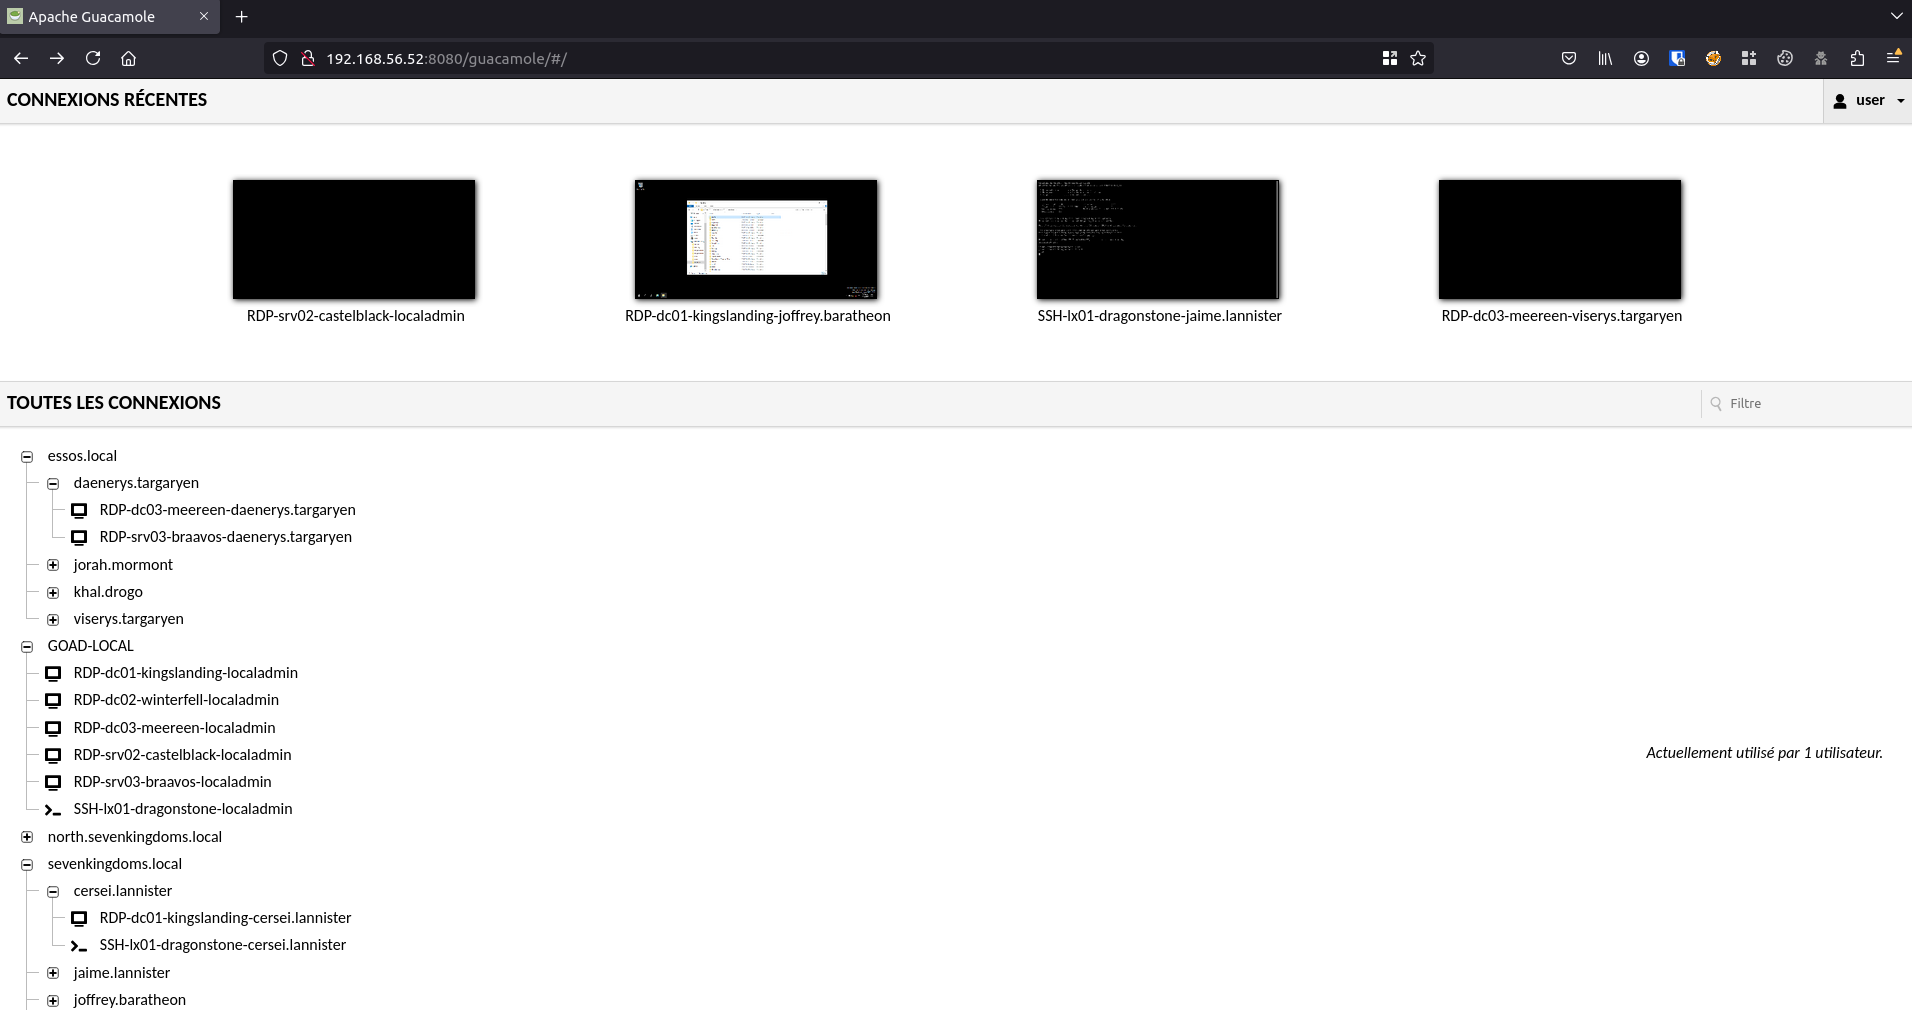 Apache Guacamole
192.168.56.52:8080/guacamole/#/
CONNEXIONS RÉCENTES
user
RDP-srv02-castelblack-localadmin
RDP-dc01-kingslanding-joffrey.baratheon
SSH-lx01-dragonstone-jaime.lannister
RDP-dc03-meereen-viserys.targaryen
TOUTES LES CONNEXIONS
Filtre
essos.local
daenerys.targaryen
RDP-dc03-meereen-daenerys.targaryen
RDP-srv03-braavos-daenerys.targaryen
jorah.mormont
khal.drogo
viserys.targaryen
GOAD-LOCAL
RDP-dc01-kingslanding-localadmin
RDP-dc02-winterfell-localadmin
RDP-dc03-meereen-localadmin
RDP-srv02-castelblack-localadmin
Actuellement utilisé par 1 utilisateur.
RDP-srv03-braavos-localadmin
SSH-lx01-dragonstone-localadmin
north.sevenkingdoms.local
sevenkingdoms.local
cersei.lannister
RDP-dc01-kingslanding-cersei.lannister
SSH-lx01-dragonstone-cersei.lannister
jaime.lannister
joffrey.baratheon